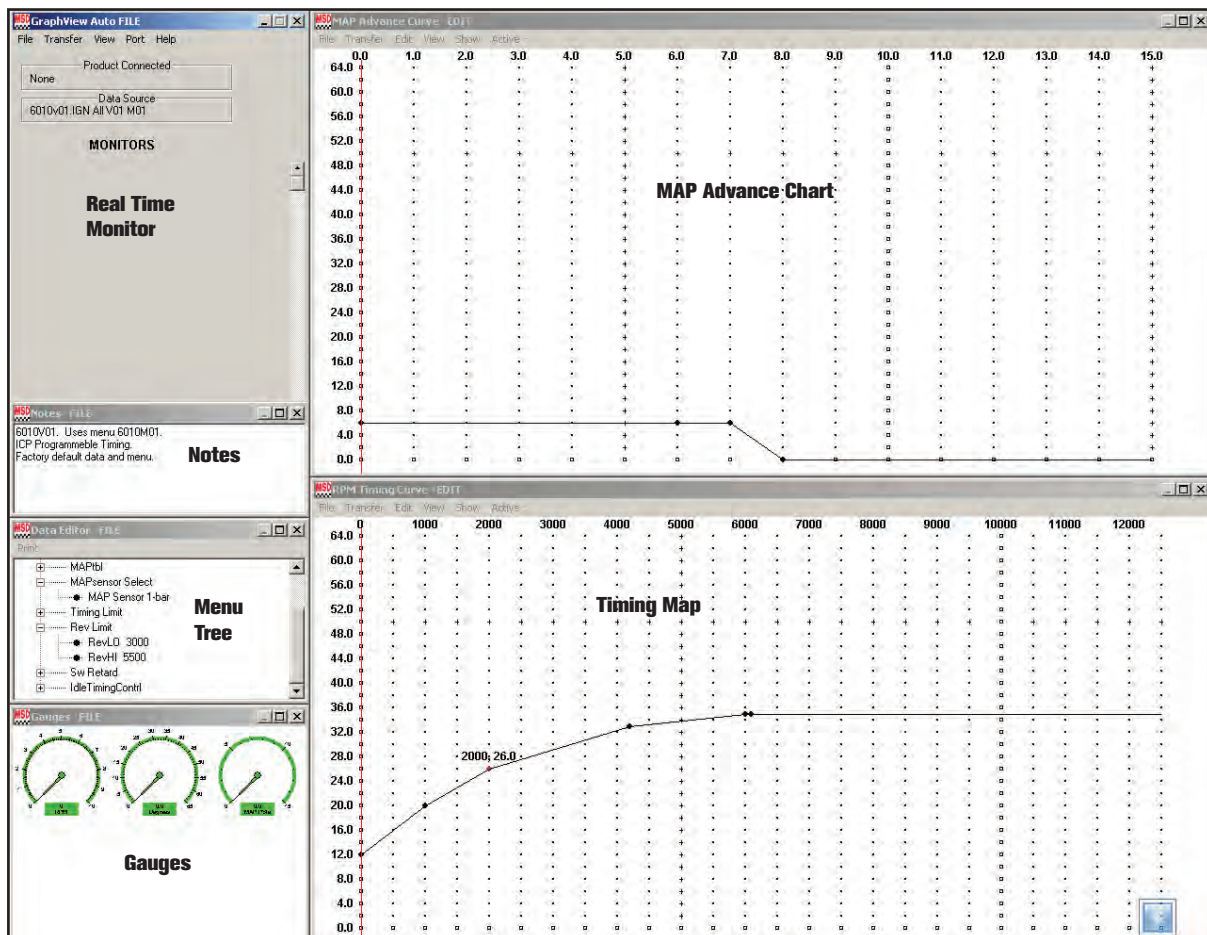 MSD GraphView Auto FILE
File Transfer View Port Help
Product Connected
None
Data Source
6010v01.IGN All V01 M01
MONITORS
Real Time
Monitor
MSD Notes FILE
6010V01. Uses menu 6010M01.
ICP Programmeble Timing.
Factory default data and menu.
Notes
MSD Data Editor FILE
Print
MAPtbl
MAPsensor Select
MAP Sensor 1-bar
Timing Limit
Rev Limit
RevLO 3000
RevHI 5500
Sw Retard
IdleTimingContrl
Menu
Tree
MSD Gauges FILE
Gauges
MSD MAP Advance Curve EDIT
File Transfer Edit View Show Active
0.0 1.0 2.0 3.0 4.0 5.0 6.0 7.0 8.0 9.0 10.0 11.0 12.0 13.0 14.0 15.0
64.0
60.0
56.0
52.0
48.0
44.0
40.0
36.0
32.0
28.0
24.0
20.0
16.0
12.0
8.0
4.0
0.0
MAP Advance Chart
MSD RPM Timing Curve EDIT
File Transfer Edit View Show Active
0 1000 2000 3000 4000 5000 6000 7000 8000 9000 10000 11000 12000
64.0
60.0
56.0
52.0
48.0
44.0
40.0
36.0
32.0
28.0
24.0
20.0
16.0
12.0
8.0
4.0
0.0
Timing Map
2000, 26.0